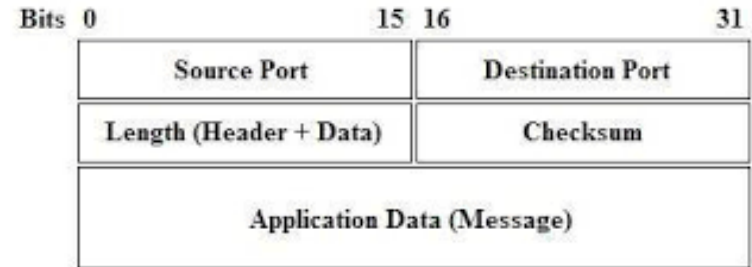 Bits 0 15 16 31
Source Port Destination Port
Length (Header + Data) Checksum
Application Data (Message)